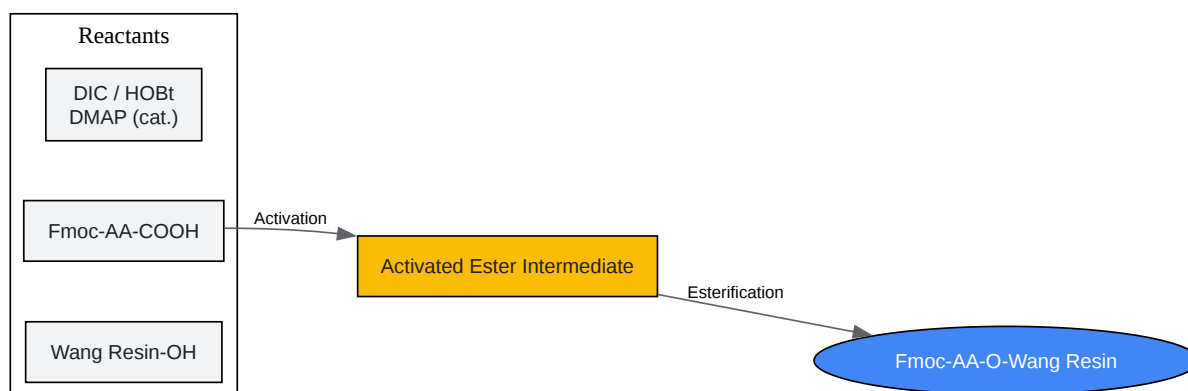 Reactants
DIC / HOBt
DMAP (cat.)
Fmoc-AA-COOH
Activation
Activated Ester Intermediate
Wang Resin-OH
Esterification
Fmoc-AA-O-Wang Resin